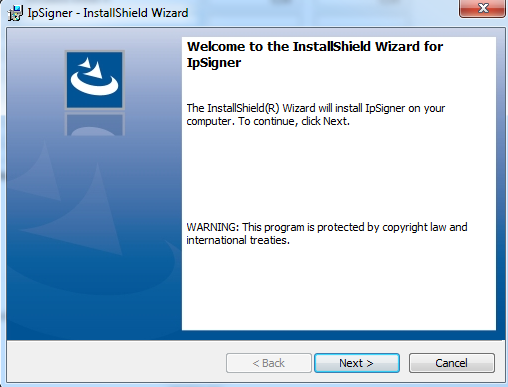 IpSigner - InstallShield Wizard
Welcome to the InstallShield Wizard for
IpSigner
The InstallShield(R) Wizard will install IpSigner on your
computer. To continue, click Next.
WARNING: This program is protected by copyright law and
international treaties.
< Back
Next >
Cancel